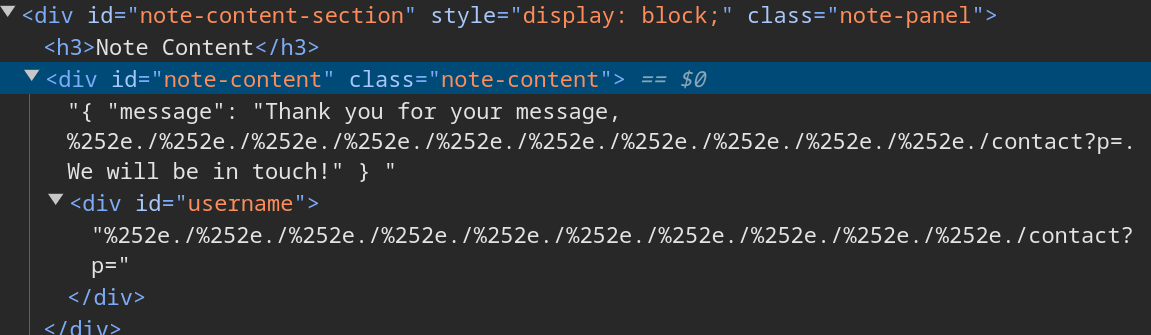 ▼<div id="note-content-section" style="display: block;" class="note-panel">
<h3>Note Content</h3>
▼<div id="note-content" class="note-content"> == $0
"{ "message": "Thank you for your message,
%252e./%252e./%252e./%252e./%252e./%252e./%252e./%252e./%252e./%252e./contact?p=.
We will be in touch!" } "
▼<div id="username">
"%252e./%252e./%252e./%252e./%252e./%252e./%252e./%252e./%252e./%252e./contact?
p="
</div>
</div>